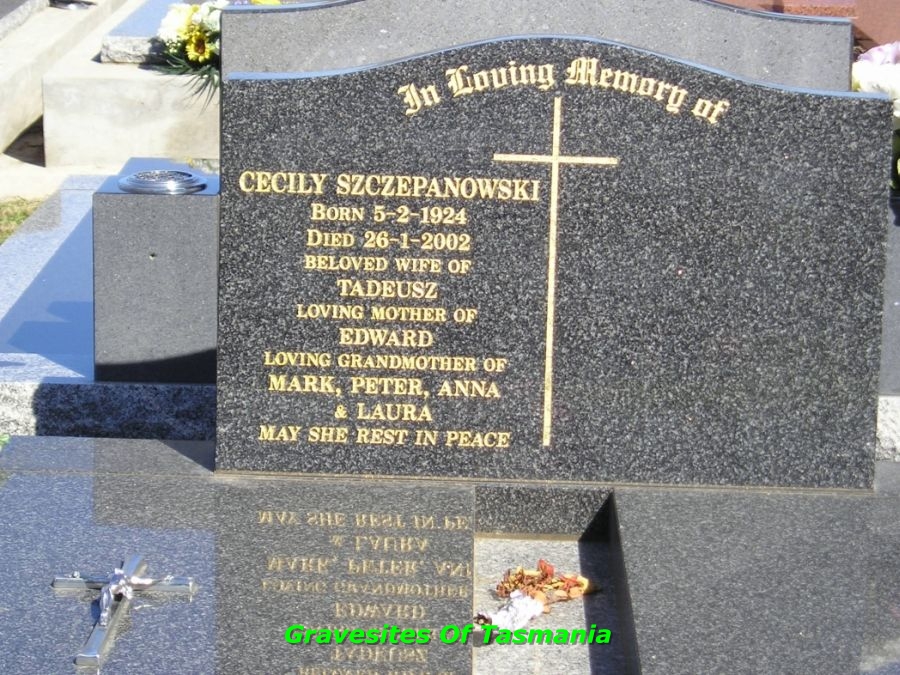 In Loving Memory of
CECILY SZCZEPANOWSKI
BORN 5-2-1924
DIED 26-1-2002
BELOVED WIFE OF
TADEUSZ
LOVING MOTHER OF
EDWARD
LOVING GRANDMOTHER OF
MARK, PETER, ANNA
& LAURA
MAY SHE REST IN PEACE
Gravesites Of Tasmania